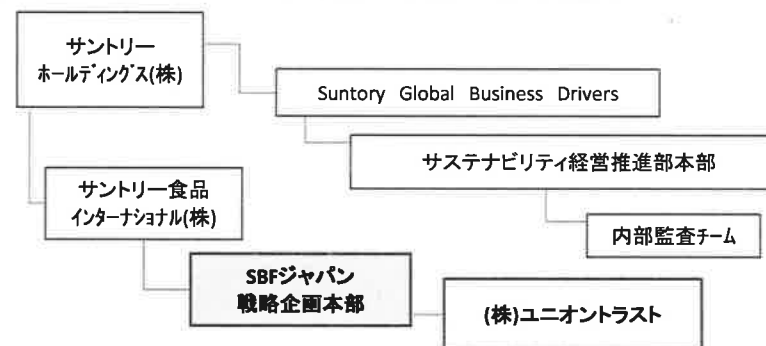 サントリー
ホールディングス(株)
Suntory Global Business Drivers
サステナビリティ経営推進部本部
サントリー食品
インターナショナル(株)
内部監査チーム
SBFジャパン
戦略企画本部
(株)ユニオントラスト